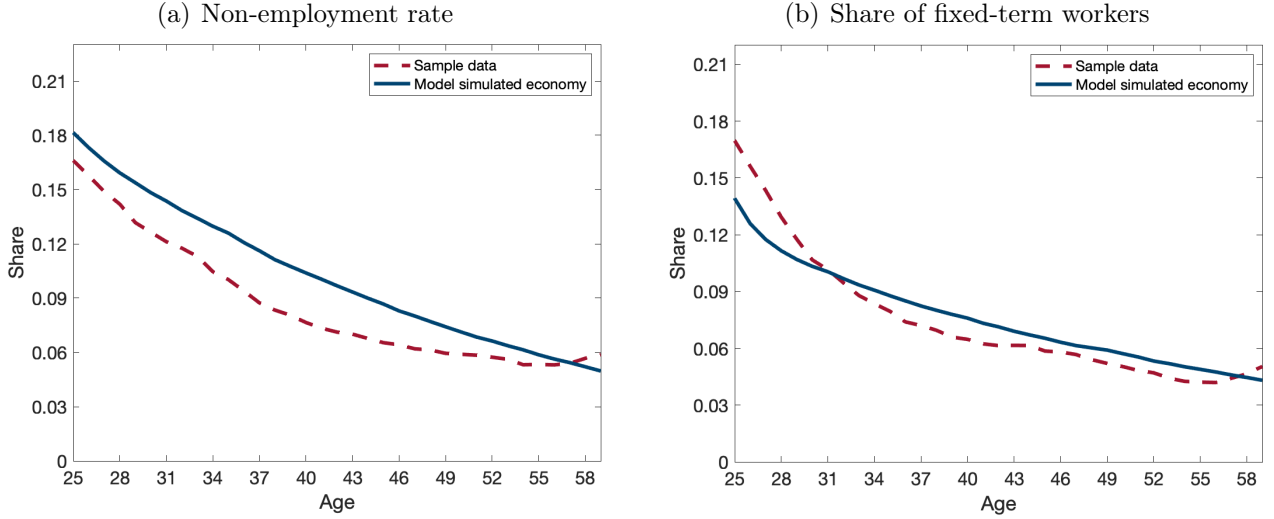 (a) Non-employment rate
Sample data
Model simulated economy
0.21
0.18
0.15
0.12
0.09
0.06
0.03
0
Share
25 28 31 34 37 40 43 46 49 52 55 58
Age
(b) Share of fixed-term workers
Sample data
Model simulated economy
0.21
0.18
0.15
0.12
0.09
0.06
0.03
0
Share
25 28 31 34 37 40 43 46 49 52 55 58
Age